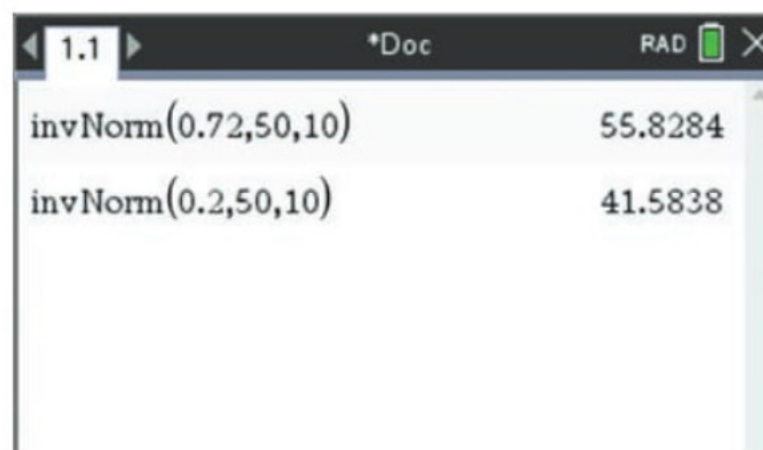 1.1 *Doc RAD
invNorm(0.72,50,10) 55.8284
invNorm(0.2,50,10) 41.5838